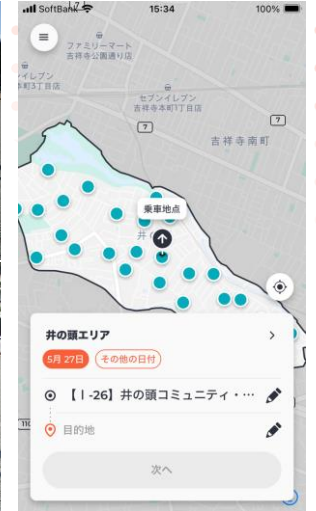 SoftBank 15:34 100%
ファミリーマート
吉祥寺公園通り店
イレブン
本町3丁目店
セブンイレブン
吉祥寺本町1丁目店
7
7
吉祥寺南町
乗車地点
井の
井の頭エリア
5月 27日 その他の日付
【I-26】井の頭コミュニティ・…
目的地
次へ